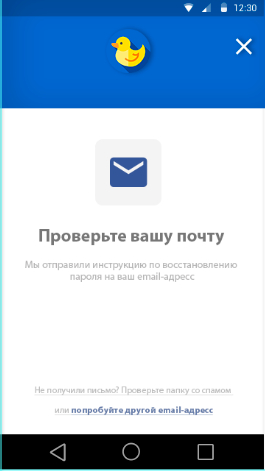 12:30
Проверьте вашу почту
Мы отправили инструкцию по восстановлению
пароля на ваш email-адресс
Не получили письмо? Проверьте папку со спамом
или попробуйте другой email-адресс